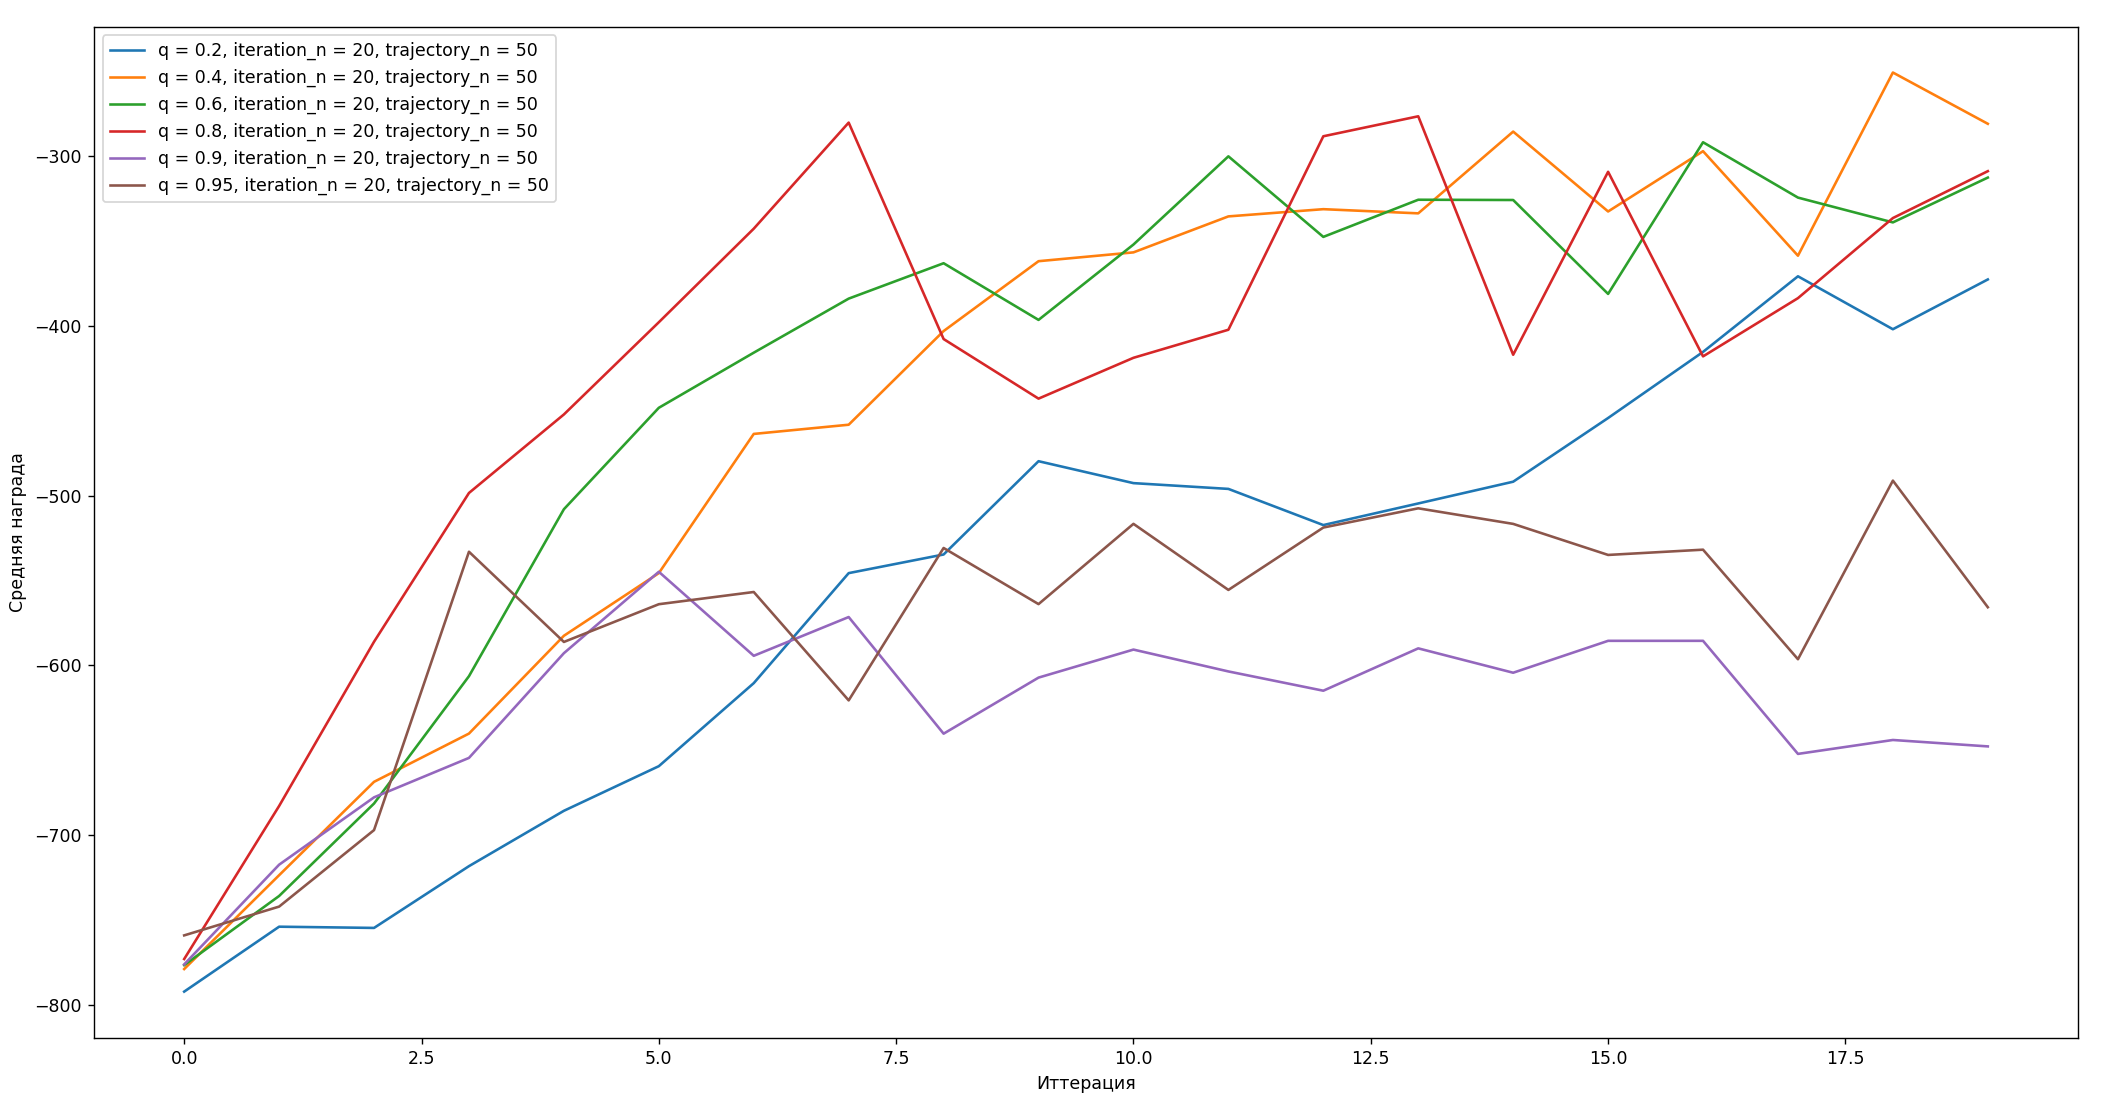 q = 0.2, iteration_n = 20, trajectory_n = 50
q = 0.4, iteration_n = 20, trajectory_n = 50
q = 0.6, iteration_n = 20, trajectory_n = 50
q = 0.8, iteration_n = 20, trajectory_n = 50
q = 0.9, iteration_n = 20, trajectory_n = 50
q = 0.95, iteration_n = 20, trajectory_n = 50
Средняя награда
−300
−400
−500
−600
−700
−800
0.0 2.5 5.0 7.5 10.0 12.5 15.0 17.5
Иттерация